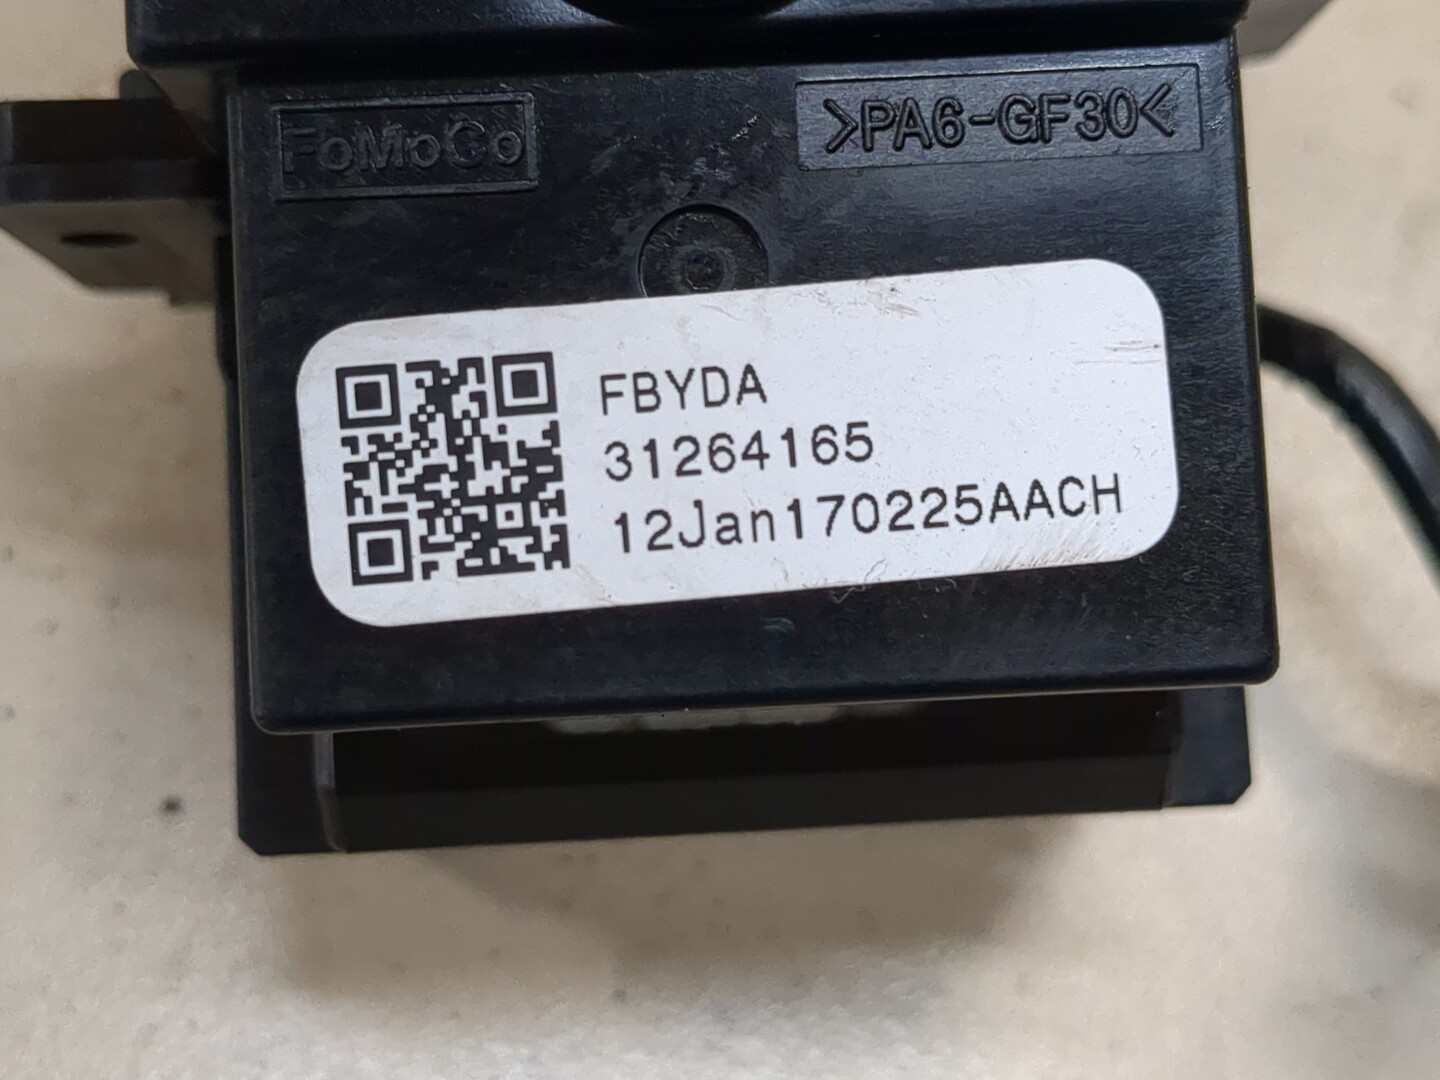 FoMoCo
>PA6-GF30<
FBYDA
31264165
12Jan170225AACH